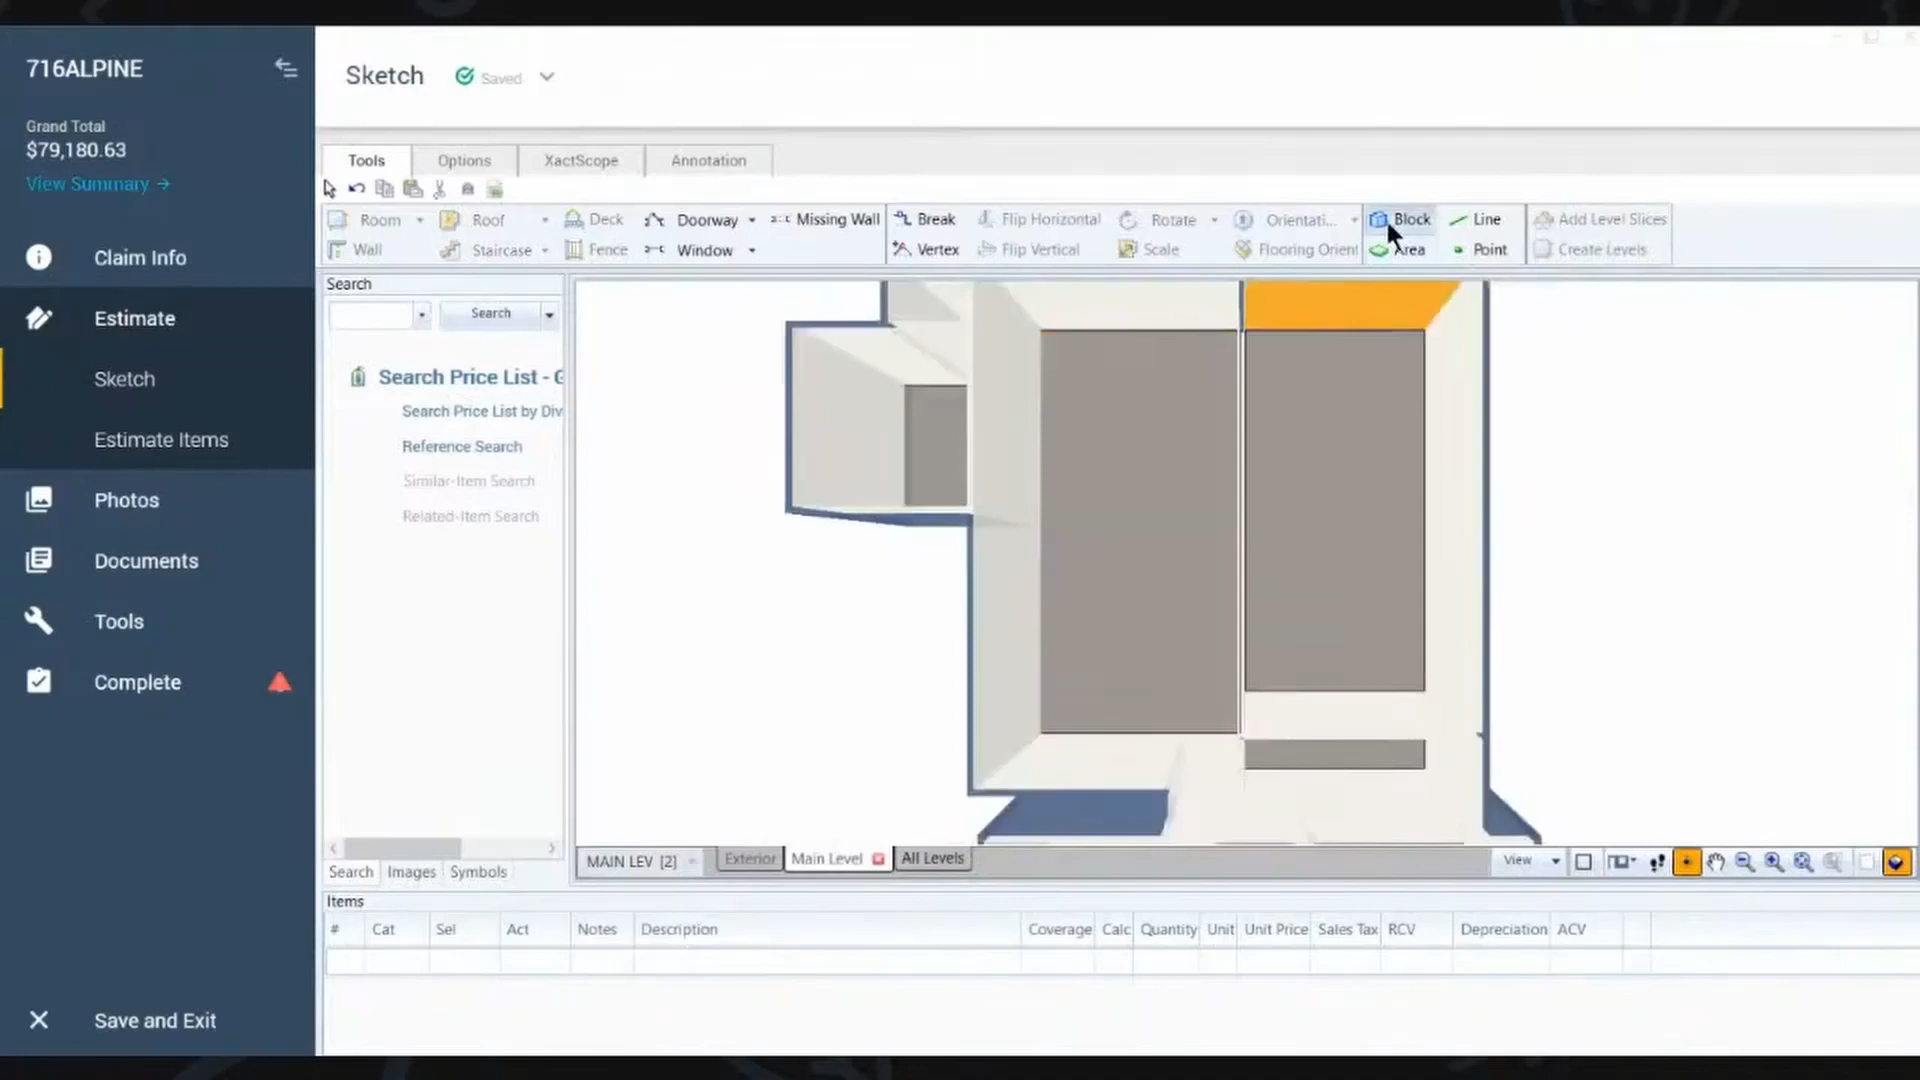 716ALPINE
Grand Total
$79,180.63
View Summary
Claim Info
Estimate
Sketch
Estimate Items
Photos
Documents
Tools
Complete
Save and Exit
Sketch
Saved
Tools
Options
XactScope
Annotation
Room
Roof
Deck
Doorway
Missing Wall
Break
Flip Horizontal
Rotate
Orientati...
Block
Line
Add Level Slices
Wall
Staircase
Fence
Window
Vertex
Flip Vertical
Scale
Flooring Orient
Area
Point
Create Levels
Search
Search
Search Price List - G
Search Price List by Div
Reference Search
Similar-Item Search
Related-Item Search
Search
Images
Symbols
MAIN LEV [2]
Exterior
Main Level
All Levels
View
Items
# Cat Sel Act Notes Description Coverage Calc Quantity Unit Unit Price Sales Tax RCV Depreciation ACV